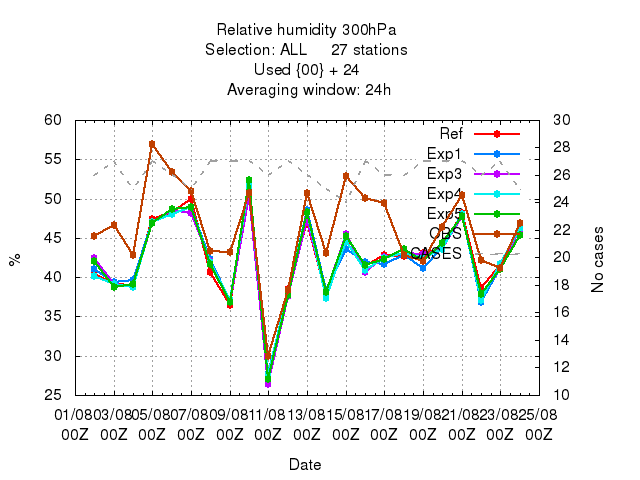 Relative humidity 300hPa
Selection: ALL     27 stations
Used {00} + 24
Averaging window: 24h
60
55
50
45
40
35
30
25
%
30
28
26
24
22
20
18
16
14
12
10
No cases
Ref
Exp1
Exp3
Exp4
Exp5
OBS
CASES
01/08 03/08 05/08 07/08 09/08 11/08 13/08 15/08 17/08 19/08 21/08 23/08 25/08
00Z 00Z 00Z 00Z 00Z 00Z 00Z 00Z 00Z 00Z 00Z 00Z 00Z
Date